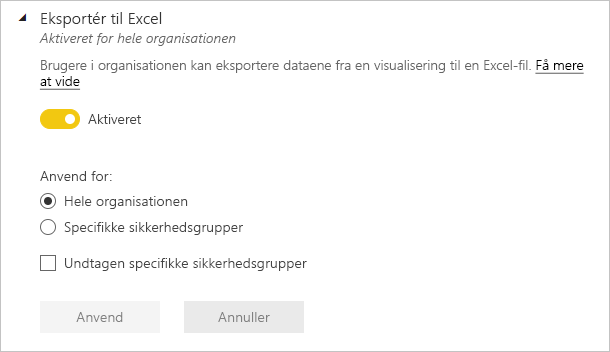 Eksportér til Excel
Aktiveret for hele organisationen
Brugere i organisationen kan eksportere dataene fra en visualisering til en Excel-fil. Få mere
at vide
Aktiveret
Anvend for:
Hele organisationen
Specifikke sikkerhedsgrupper
Undtagen specifikke sikkerhedsgrupper
Anvend
Annuller